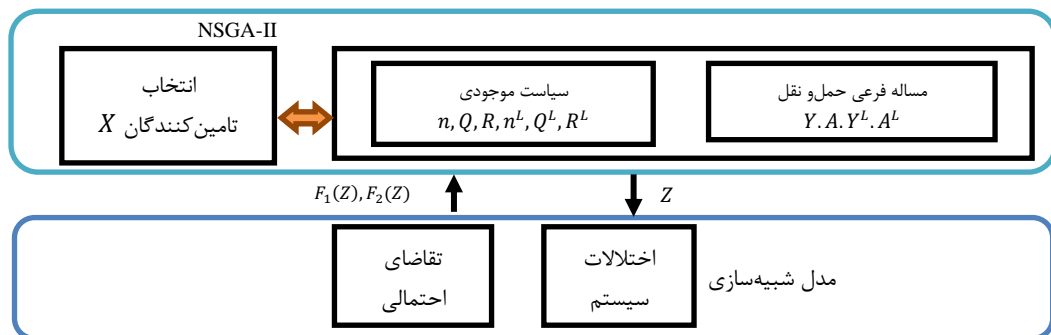 NSGA-II
انتخاب
تامین‌کنندگان X
سیاست موجودی
n, Q, R, n^L, Q^L, R^L
مساله فرعی حمل‌و نقل
Y. A. Y^L. A^L
F_1(Z), F_2(Z)
Z
تقاضای
احتمالی
اختلالات
سیستم
مدل شبیه‌سازی